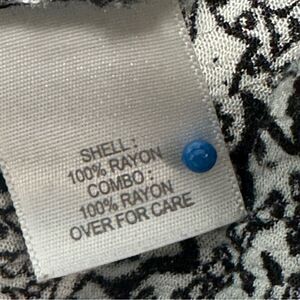 SHELL :
100% RAYON
COMBO :
100% RAYON
OVER FOR CARE